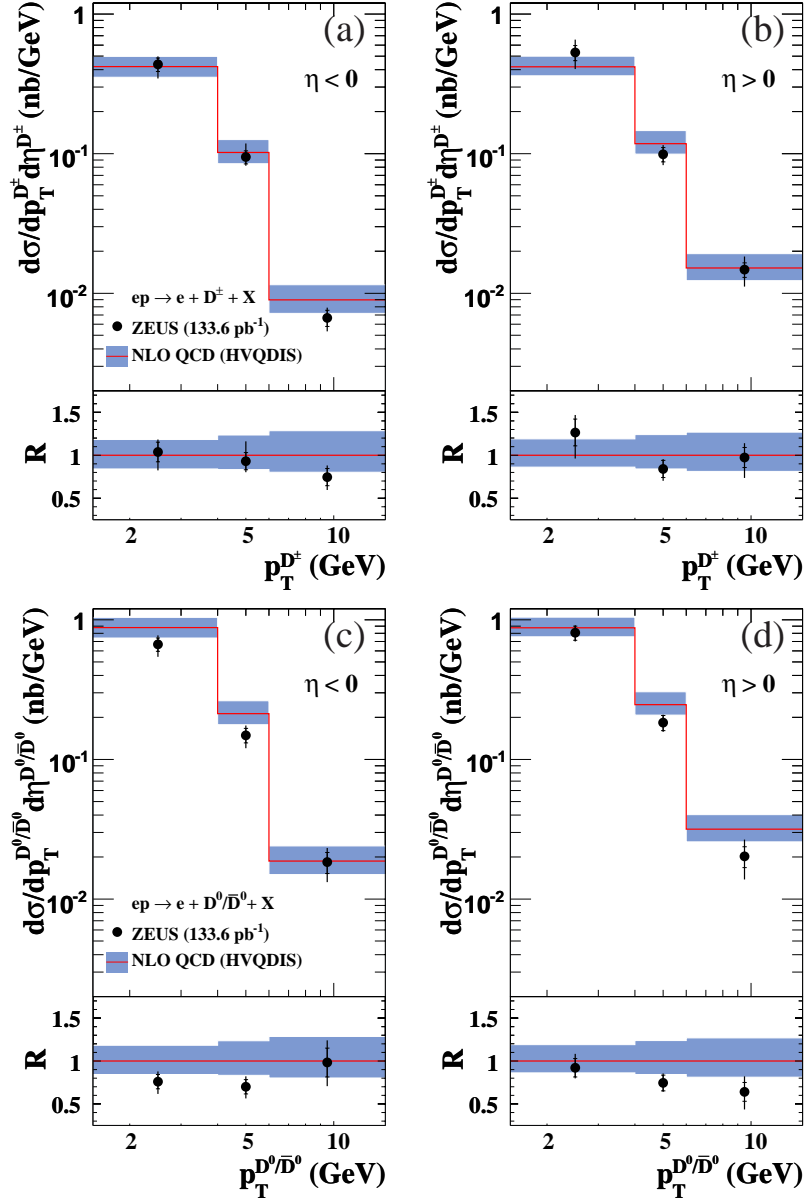 (a)
η < 0
dσ/dp_T^{D^±}dη^{D^±} (nb/GeV)
1
10^{-1}
10^{-2}
ep → e + D^± + X
ZEUS (133.6 pb^{-1})
NLO QCD (HVQDIS)
R
1.5
1
0.5
2 5 10
p_T^{D^±} (GeV)
(b)
η > 0
dσ/dp_T^{D^±}dη^{D^±} (nb/GeV)
1
10^{-1}
10^{-2}
R
1.5
1
0.5
2 5 10
p_T^{D^±} (GeV)
(c)
η < 0
dσ/dp_T^{D^0/D̅^0}dη^{D^0/D̅^0} (nb/GeV)
1
10^{-1}
10^{-2}
ep → e + D^0/D̅^0 + X
ZEUS (133.6 pb^{-1})
NLO QCD (HVQDIS)
R
1.5
1
0.5
2 5 10
p_T^{D^0/D̅^0} (GeV)
(d)
η > 0
dσ/dp_T^{D^0/D̅^0}dη^{D^0/D̅^0} (nb/GeV)
1
10^{-1}
10^{-2}
R
1.5
1
0.5
2 5 10
p_T^{D^0/D̅^0} (GeV)